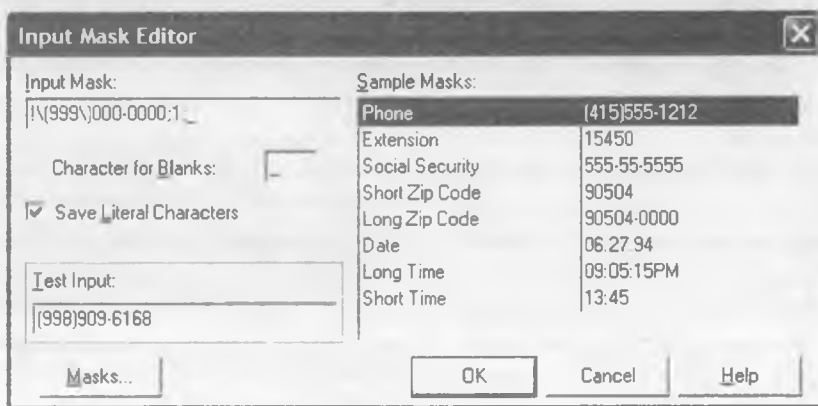 Input Mask Editor
Input Mask:
!\(999\)000-0000;1;_
Character for Blanks: _
Save Literal Characters
Test Input:
(998)909-6168
Masks...
Sample Masks:
Phone (415)555-1212
Extension 15450
Social Security 555-55-5555
Short Zip Code 90504
Long Zip Code 90504-0000
Date 06.27.94
Long Time 09:05:15PM
Short Time 13:45
OK
Cancel
Help